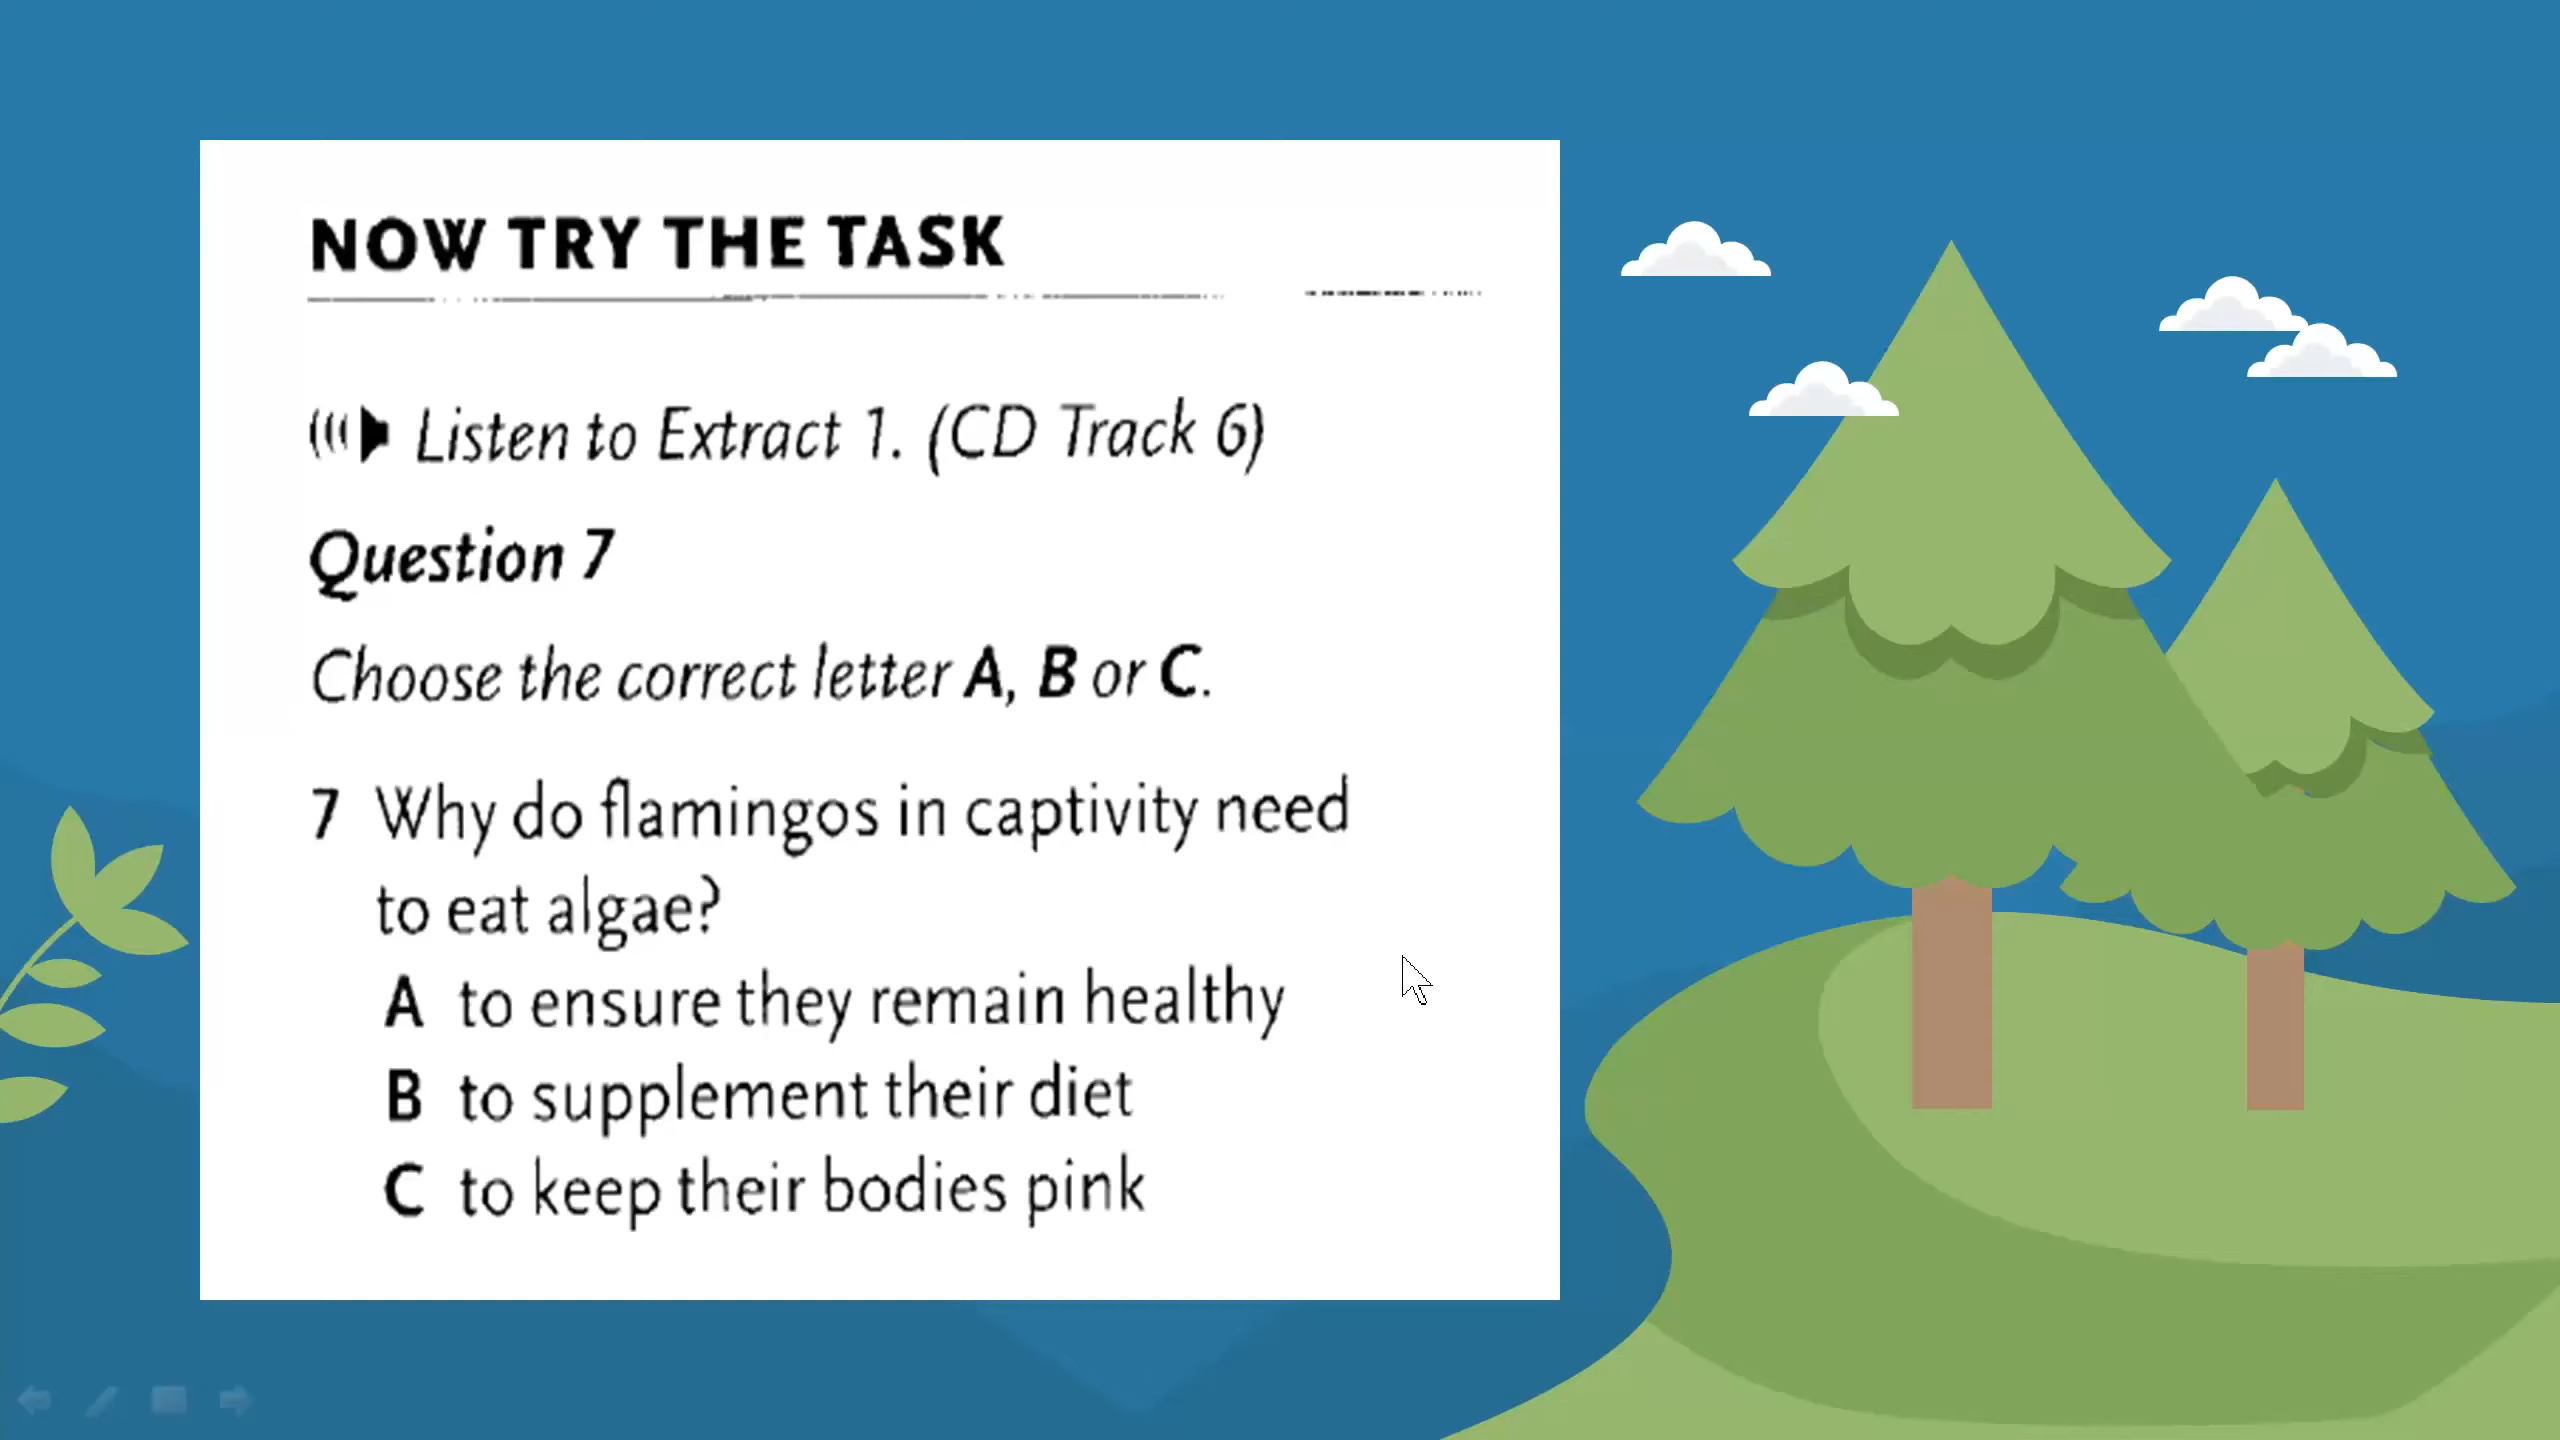 NOW TRY THE TASK
Listen to Extract 1. (CD Track 6)
Question 7
Choose the correct letter A, B or C.
7 Why do flamingos in captivity need
to eat algae?
A to ensure they remain healthy
B to supplement their diet
C to keep their bodies pink